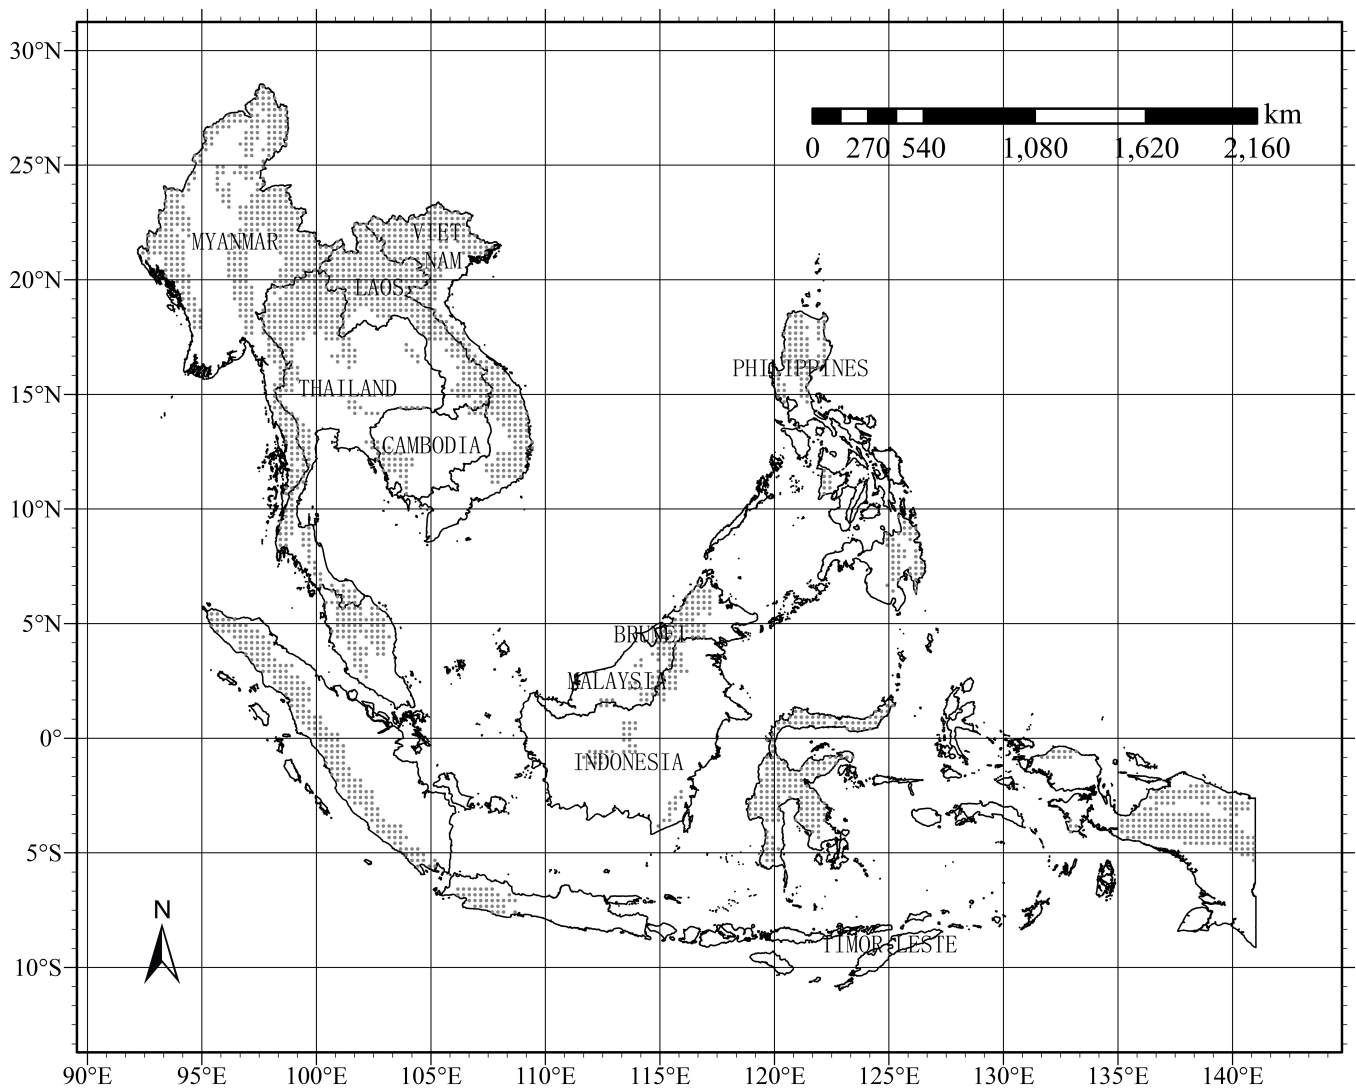 30°N
km
0 270 540 1,080 1,620 2,160
25°N
VIET
MYANMAR
NAM
20°N
LAOS
PHILIPPINES
THAILAND
15°N
CAMBODIA
10°N
5°N
BRUNEI
MALAYSIA
0°
INDONESIA
5°S
N
TIMOR-LESTE
10°S
90°E 95°E 100°E 105°E 110°E 115°E 120°E 125°E 130°E 135°E 140°E